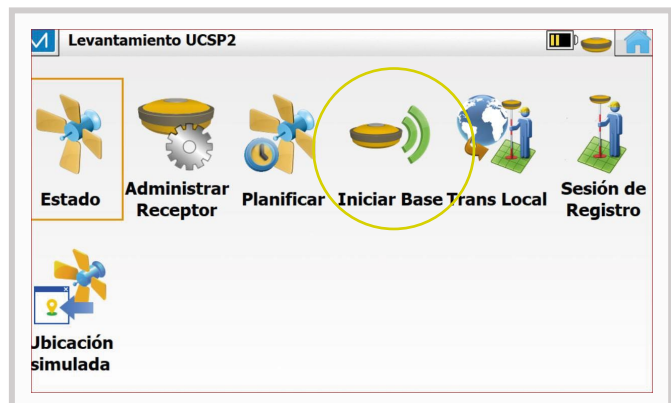 Levantamiento UCSP2
Estado
Administrar
Receptor
Planificar
Iniciar Base
Trans Local
Sesión de
Registro
Ubicación
simulada